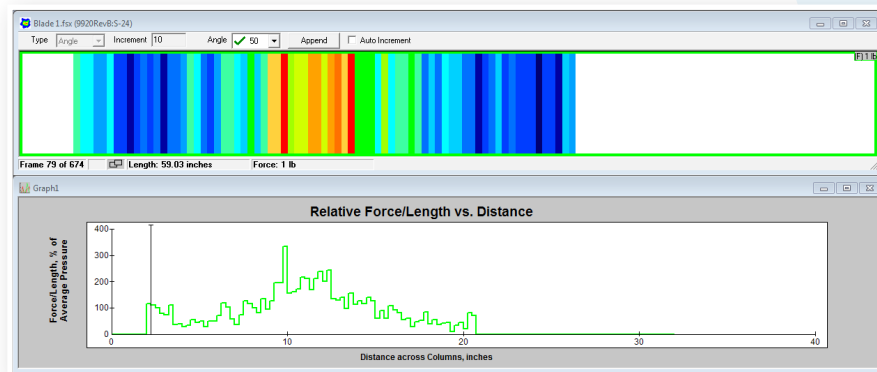 Blade 1.fsx (9920RevB:S-24)
Type Angle Increment 10 Angle 50 Append Auto Increment
(F) 1 lb
Frame 79 of 674 Length: 59.03 inches Force: 1 lb
Graph1
Relative Force/Length vs. Distance
Force/Length, % of
Average Pressure
400
300
200
100
0
0 10 20 30 40
Distance across Columns, inches